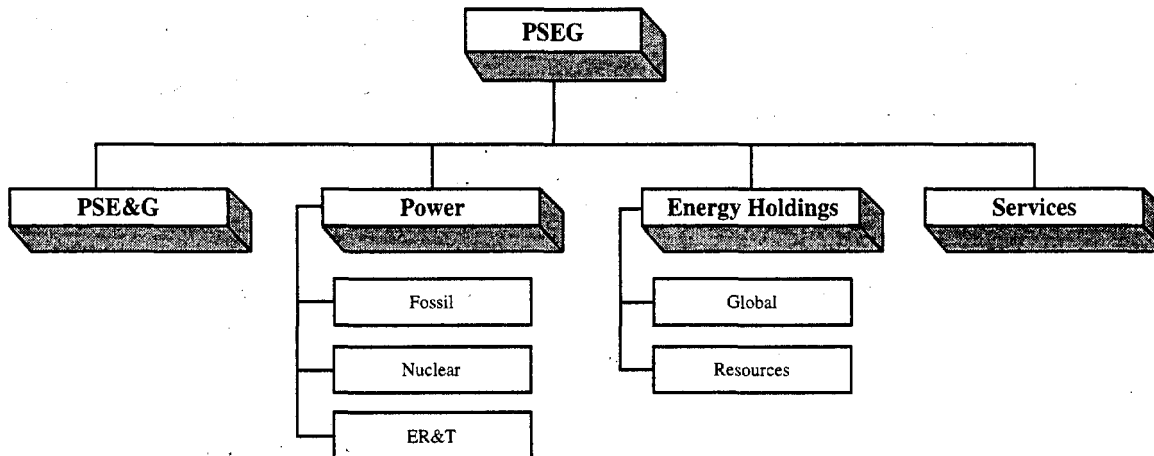 PSEG
PSE&G
Power
Energy Holdings
Services
Fossil
Global
Nuclear
Resources
ER&T